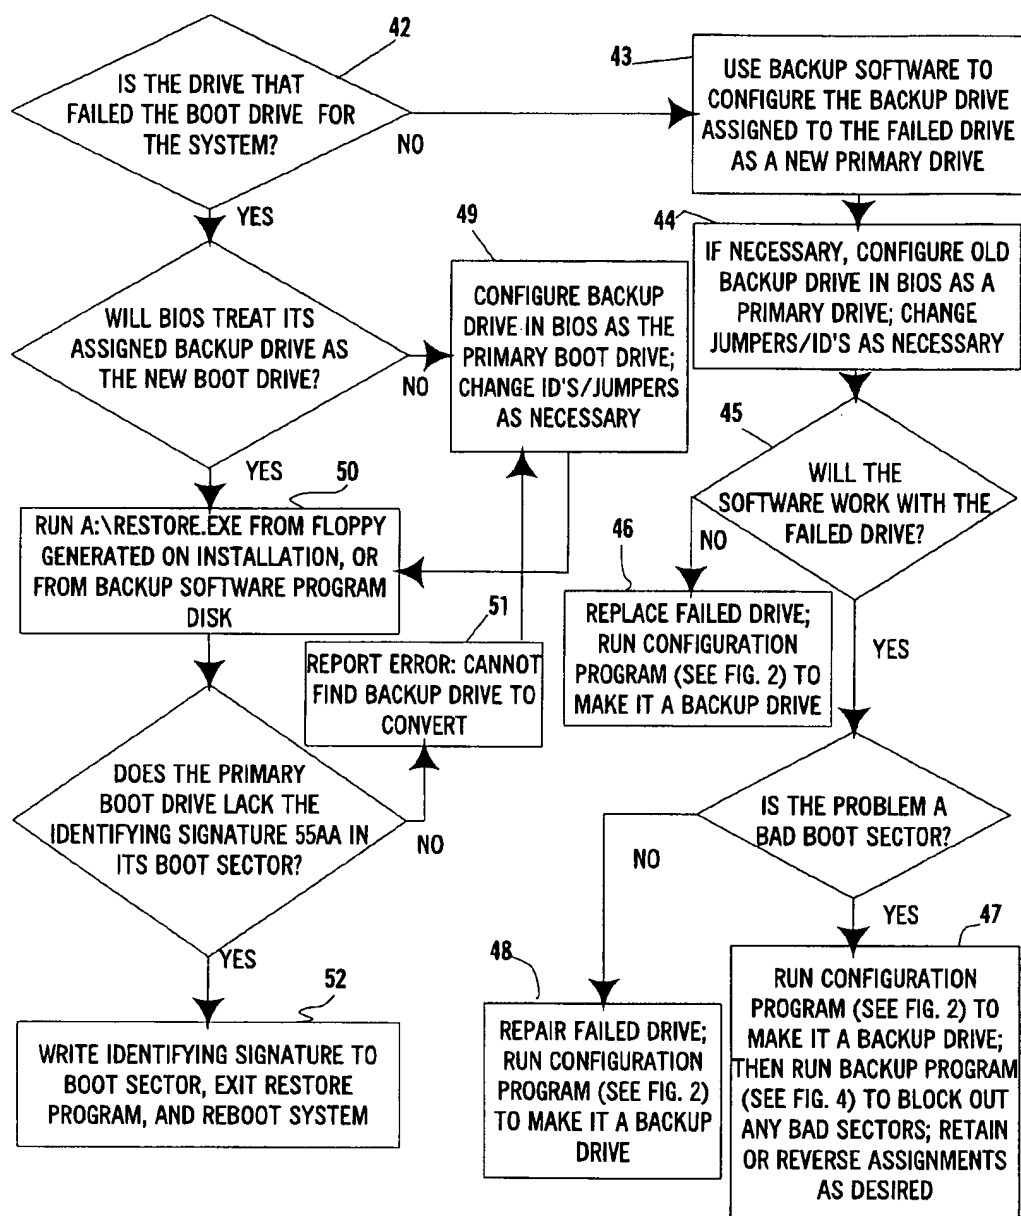 42
IS THE DRIVE THAT
FAILED THE BOOT DRIVE FOR
THE SYSTEM?
NO
YES
43
USE BACKUP SOFTWARE TO
CONFIGURE THE BACKUP DRIVE
ASSIGNED TO THE FAILED DRIVE
AS A NEW PRIMARY DRIVE
44
IF NECESSARY, CONFIGURE OLD
BACKUP DRIVE IN BIOS AS A
PRIMARY DRIVE; CHANGE
JUMPERS/ID'S AS NECESSARY
WILL BIOS TREAT ITS
ASSIGNED BACKUP DRIVE AS
THE NEW BOOT DRIVE?
NO
YES
49
CONFIGURE BACKUP
DRIVE IN BIOS AS THE
PRIMARY BOOT DRIVE;
CHANGE ID'S/JUMPERS
AS NECESSARY
45
WILL THE
SOFTWARE WORK WITH THE
FAILED DRIVE?
NO
YES
50
RUN A:\RESTORE.EXE FROM FLOPPY
GENERATED ON INSTALLATION, OR
FROM BACKUP SOFTWARE PROGRAM
DISK
46
REPLACE FAILED DRIVE;
RUN CONFIGURATION
PROGRAM (SEE FIG. 2) TO
MAKE IT A BACKUP DRIVE
51
REPORT ERROR: CANNOT
FIND BACKUP DRIVE TO
CONVERT
DOES THE PRIMARY
BOOT DRIVE LACK THE
IDENTIFYING SIGNATURE 55AA IN
ITS BOOT SECTOR?
NO
YES
IS THE PROBLEM A
BAD BOOT SECTOR?
NO
YES
52
WRITE IDENTIFYING SIGNATURE TO
BOOT SECTOR, EXIT RESTORE
PROGRAM, AND REBOOT SYSTEM
48
REPAIR FAILED DRIVE;
RUN CONFIGURATION
PROGRAM (SEE FIG. 2)
TO MAKE IT A BACKUP
DRIVE
47
RUN CONFIGURATION
PROGRAM (SEE FIG. 2) TO
MAKE IT A BACKUP DRIVE;
THEN RUN BACKUP PROGRAM
(SEE FIG. 4) TO BLOCK OUT
ANY BAD SECTORS; RETAIN
OR REVERSE ASSIGNMENTS
AS DESIRED